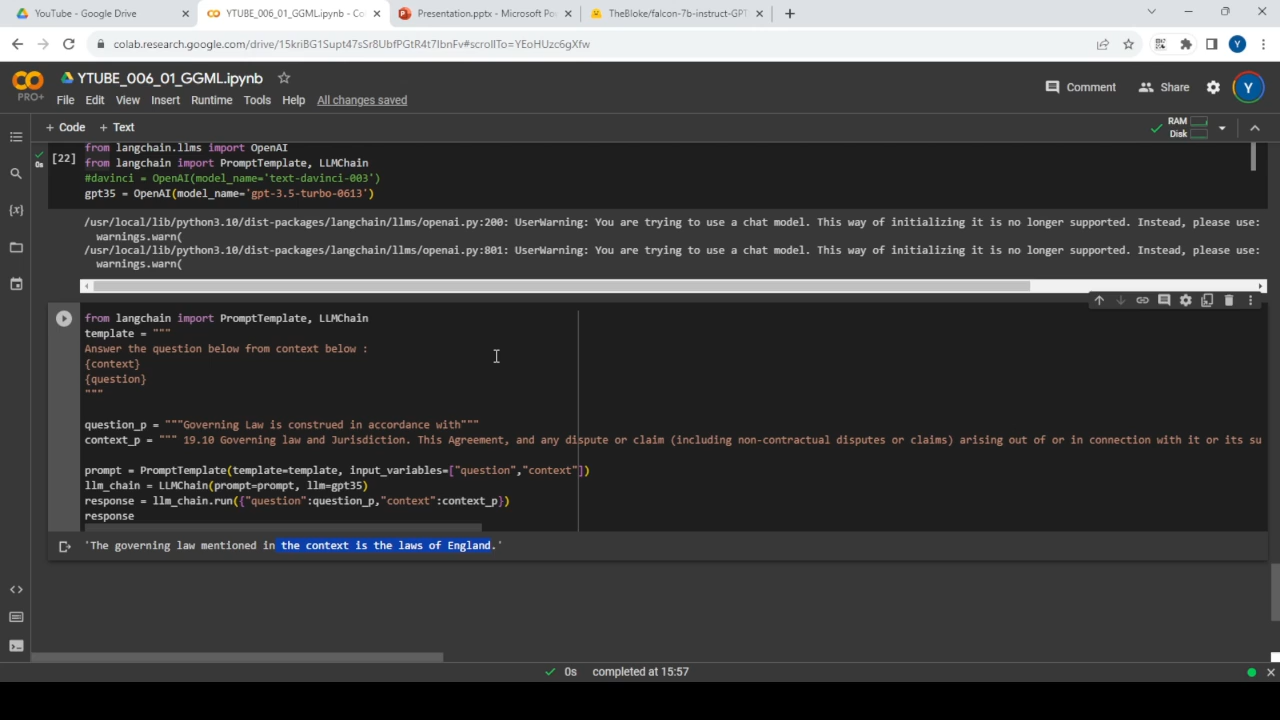 YouTube - Google Drive
YTUBE_006_01_GGML.ipynb - Co
Presentation.pptx - Microsoft Po
TheBloke/falcon-7b-instruct-GPT
colab.research.google.com/drive/15kriBG1Supt47sSr8UbfPGtR4t7IbnFv#scrollTo=YEoHUzc6gXfw
Y
CO
PRO+
YTUBE_006_01_GGML.ipynb
File Edit View Insert Runtime Tools Help All changes saved
Comment
Share
Y
+ Code + Text
RAM
Disk
0s
[22]
from langchain.llms import OpenAI
from langchain import PromptTemplate, LLMChain
#davinci = OpenAI(model_name='text-davinci-003')
gpt35 = OpenAI(model_name='gpt-3.5-turbo-0613')
/usr/local/lib/python3.10/dist-packages/langchain/llms/openai.py:200: UserWarning: You are trying to use a chat model. This way of initializing it is no longer supported. Instead, please use:
warnings.warn(
/usr/local/lib/python3.10/dist-packages/langchain/llms/openai.py:801: UserWarning: You are trying to use a chat model. This way of initializing it is no longer supported. Instead, please use:
warnings.warn(
from langchain import PromptTemplate, LLMChain
template = """
Answer the question below from context below :
{context}
{question}
"""
question_p = """Governing Law is construed in accordance with"""
context_p = """ 19.10 Governing law and Jurisdiction. This Agreement, and any dispute or claim (including non-contractual disputes or claims) arising out of or in connection with it or its su
prompt = PromptTemplate(template=template, input_variables=["question","context"])
llm_chain = LLMChain(prompt=prompt, llm=gpt35)
response = llm_chain.run({"question":question_p,"context":context_p})
response
'The governing law mentioned in the context is the laws of England.'
0s completed at 15:57